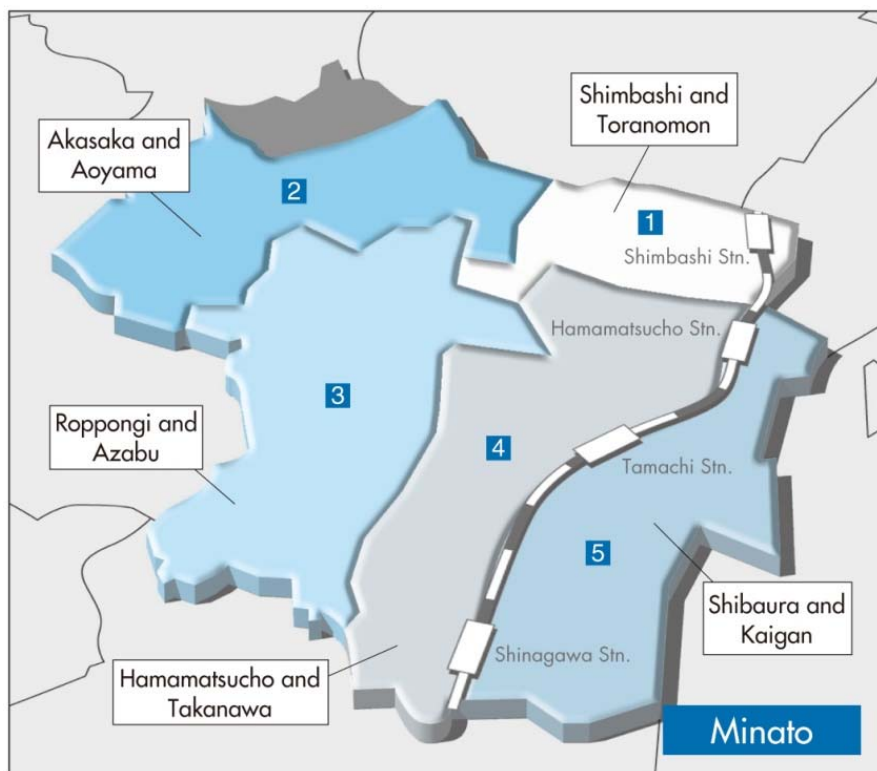 Shimbashi and
Toranomon
Akasaka and
Aoyama
2
1
Shimbashi Stn.
Hamamatsucho Stn.
3
Roppongi and
Azabu
4
Tamachi Stn.
5
Shibaura and
Kaigan
Shinagawa Stn.
Hamamatsucho and
Takanawa
Minato